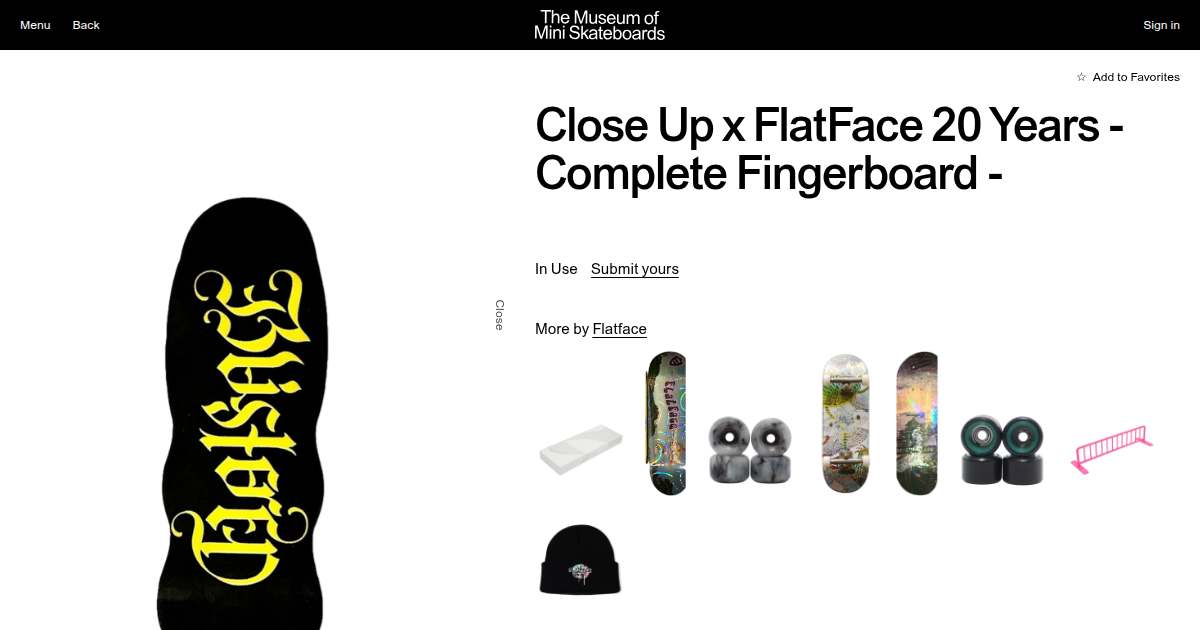 Menu
Back
The Museum of
Mini Skateboards
Sign in
☆ Add to Favorites
Close Up x FlatFace 20 Years -
Complete Fingerboard -
In Use
Submit yours
Close
More by Flatface